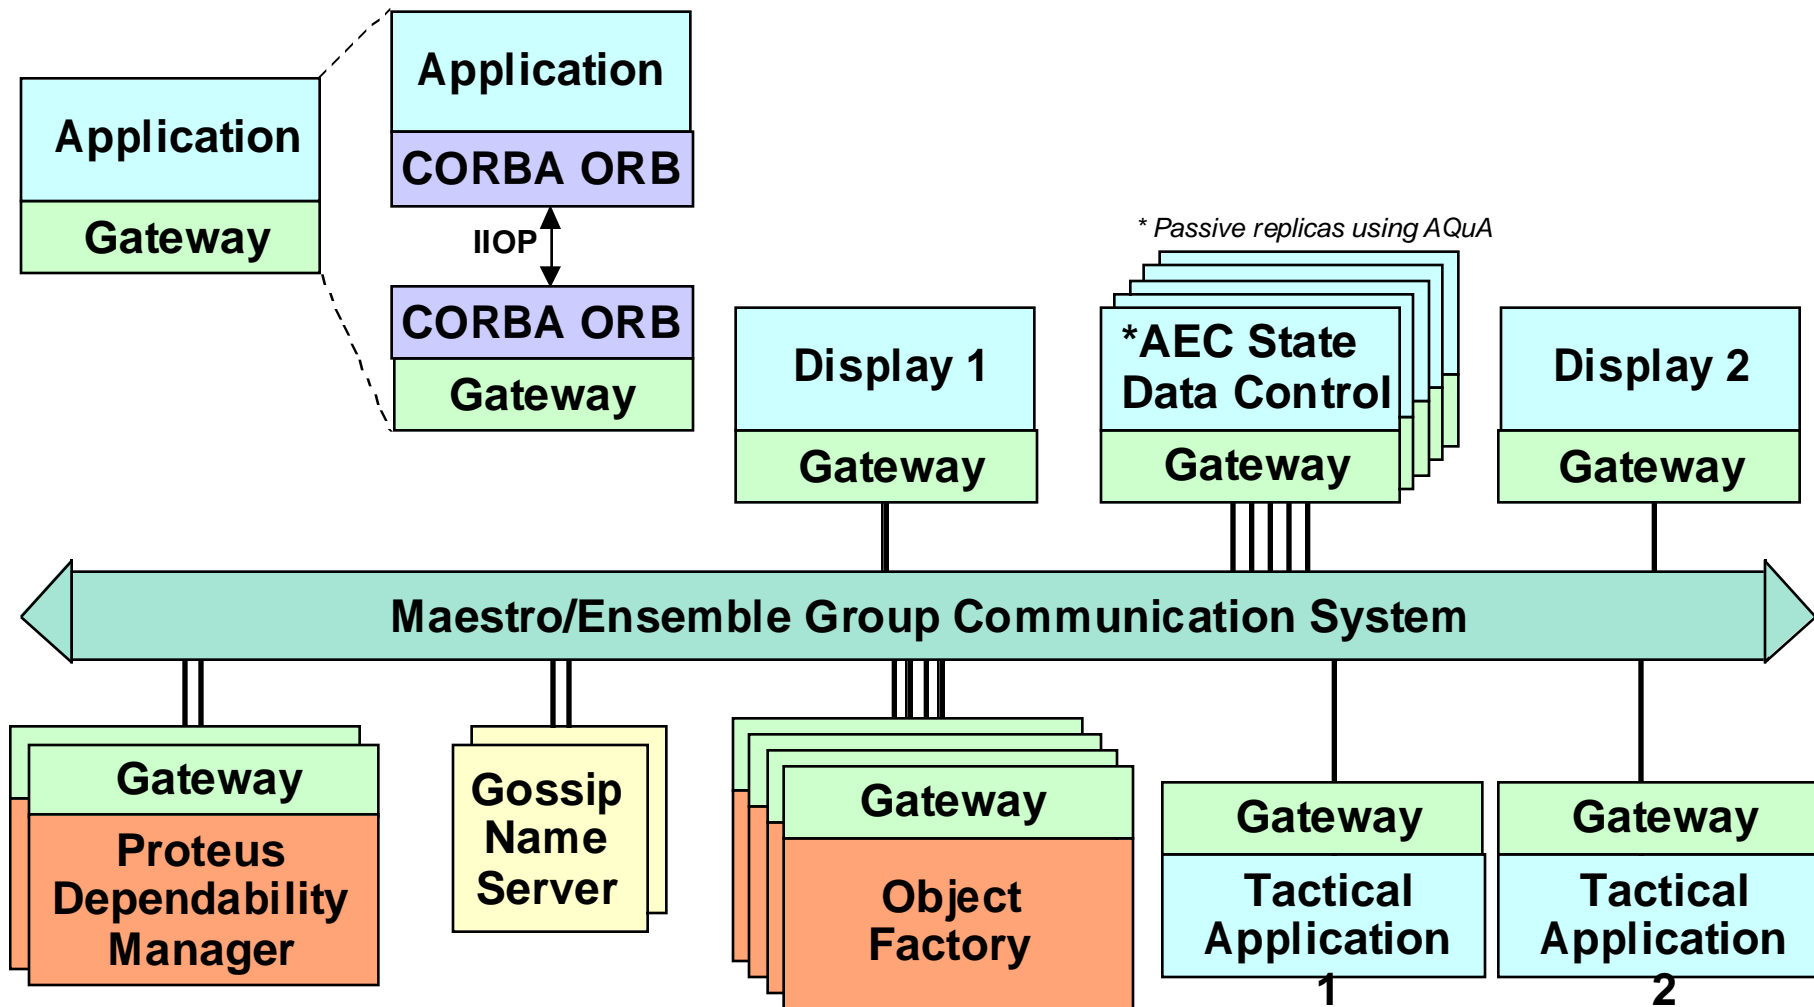 Application
Gateway
Application
CORBA ORB
IIOP
CORBA ORB
Gateway
* Passive replicas using AQuA
Display 1
Gateway
*AEC State
Data Control
Gateway
Display 2
Gateway
Maestro/Ensemble Group Communication System
Gateway
Proteus
Dependability
Manager
Gossip
Name
Server
Gateway
Object
Factory
Gateway
Tactical
Application
1
Gateway
Tactical
Application
2